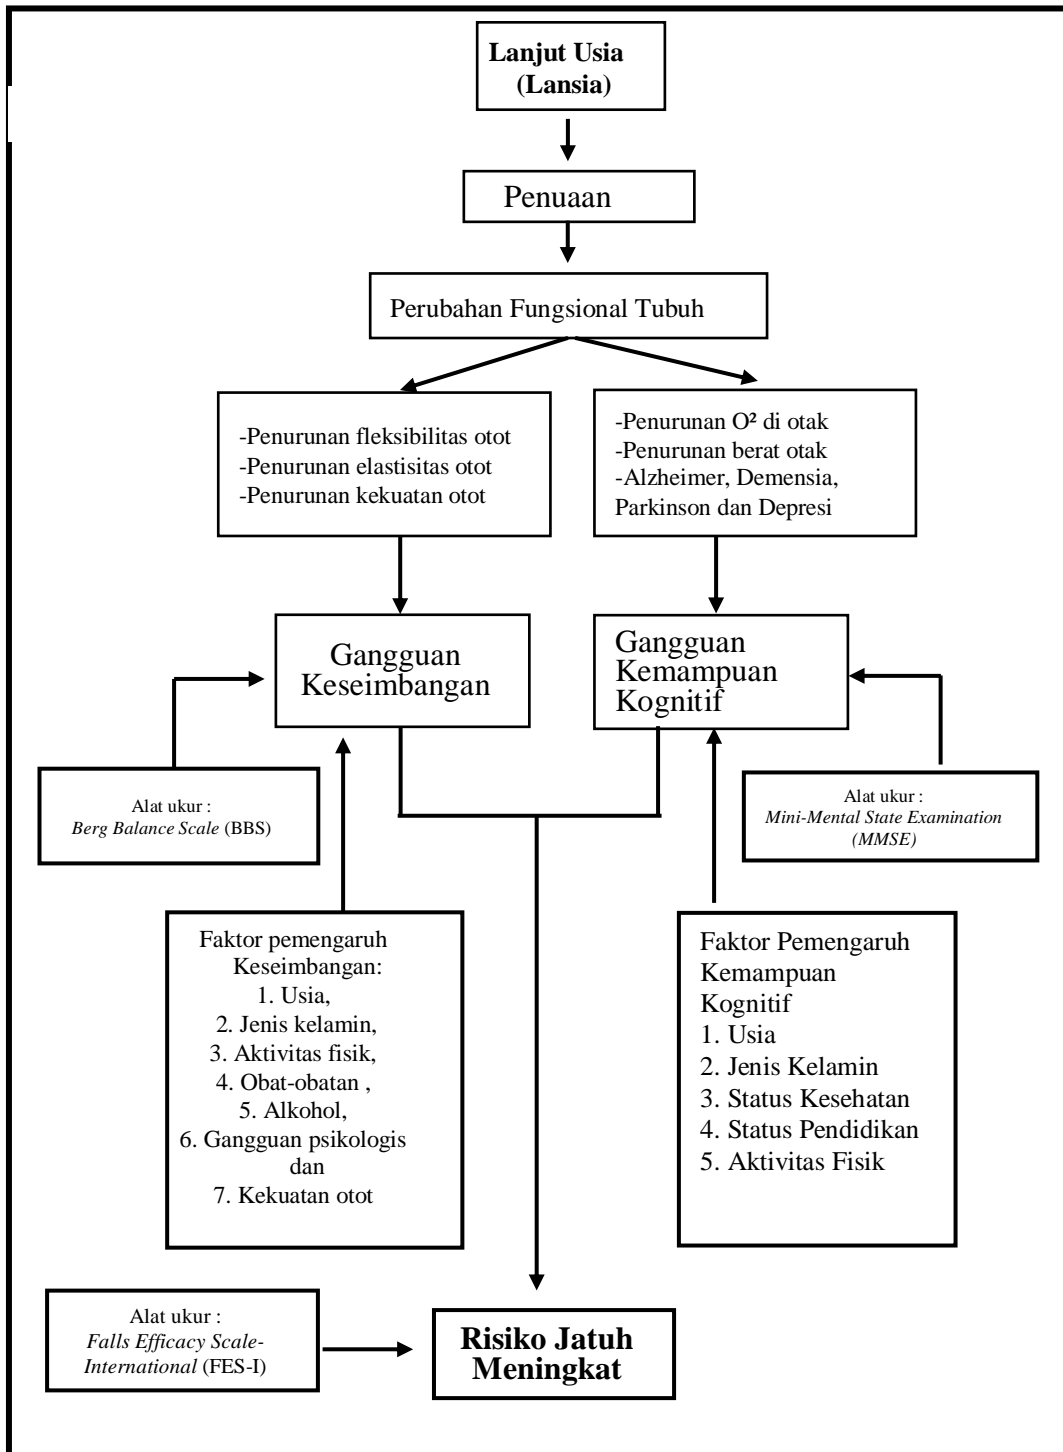 Lanjut Usia
(Lansia)
Penuaan
Perubahan Fungsional Tubuh
-Penurunan fleksibilitas otot
-Penurunan elastisitas otot
-Penurunan kekuatan otot
-Penurunan O² di otak
-Penurunan berat otak
-Alzheimer, Demensia,
Parkinson dan Depresi
Gangguan
Keseimbangan
Gangguan
Kemampuan
Kognitif
Alat ukur :
Berg Balance Scale (BBS)
Alat ukur :
Mini-Mental State Examination
(MMSE)
Faktor pemengaruh
Keseimbangan:
1. Usia,
2. Jenis kelamin,
3. Aktivitas fisik,
4. Obat-obatan ,
5. Alkohol,
6. Gangguan psikologis
dan
7. Kekuatan otot
Faktor Pemengaruh
Kemampuan
Kognitif
1. Usia
2. Jenis Kelamin
3. Status Kesehatan
4. Status Pendidikan
5. Aktivitas Fisik
Alat ukur :
Falls Efficacy Scale-
International (FES-I)
Risiko Jatuh
Meningkat